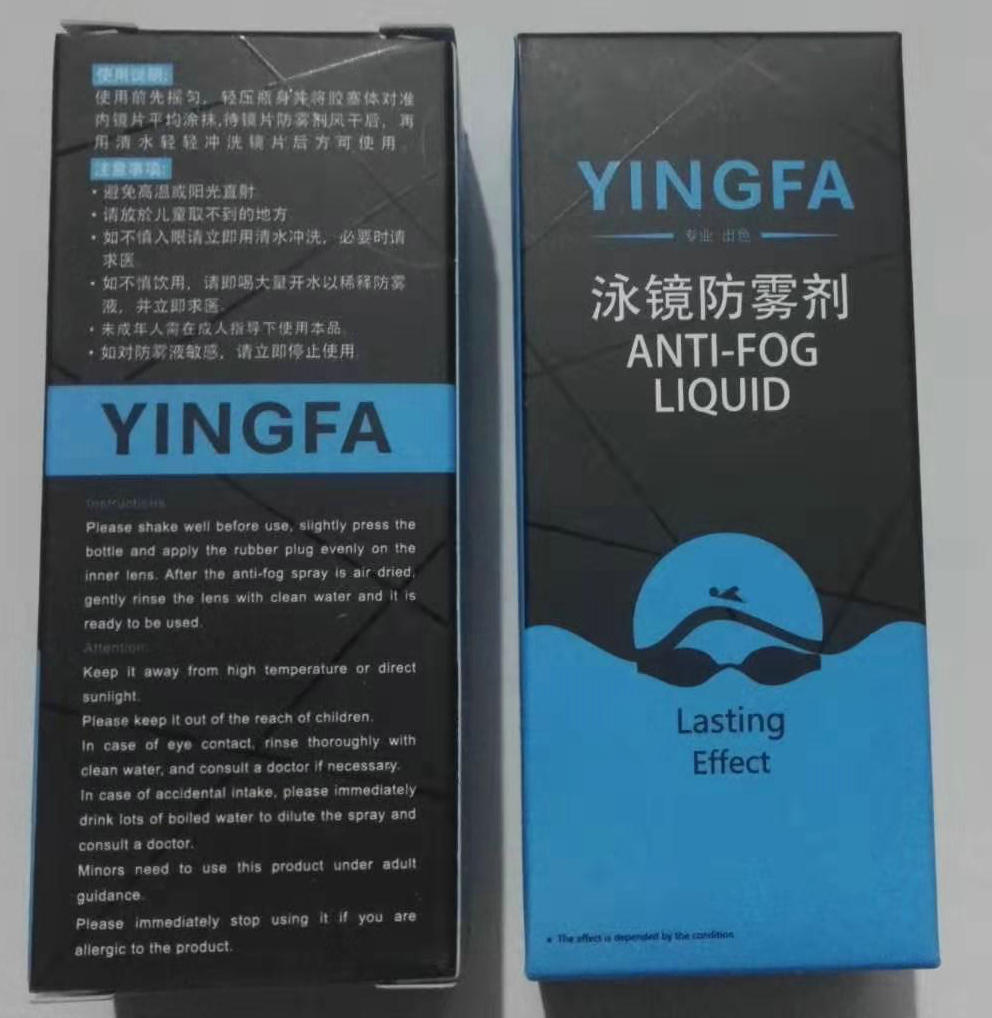 使用说明:
使用前先摇匀，轻压瓶身并将胶塞体对准
内镜片平均涂抹,待镜片防雾剂风干后，再
用清水轻轻冲洗镜片后方可使用
注意事项:
·避免高温或阳光直射
·请放於儿童取不到的地方
·如不慎入眼请立即用清水冲洗，必要时请
求医
·如不慎饮用，请即喝大量开水以稀释防雾
液，并立即求医.
·未成年人需在成人指导下使用本品
·如对防雾液敏感，请立即停止使用
YINGFA
Instructions
Please shake well before use, slightly press the
bottle and apply the rubber plug evenly on the
inner lens. After the anti-fog spray is air dried,
gently rinse the lens with clean water and it is
ready to be used.
Attention:
Keep it away from high temperature or direct
sunlight.
Please keep it out of the reach of children.
In case of eye contact, rinse thoroughly with
clean water, and consult a doctor if necessary.
In case of accidental intake, please immediately
drink lots of boiled water to dilute the spray and
consult a doctor.
Minors need to use this product under adult
guidance.
Please immediately stop using it if you are
allergic to the product.
YINGFA
专业 出色
泳镜防雾剂
ANTI-FOG
LIQUID
Lasting
Effect
* The effect is depended by the condition